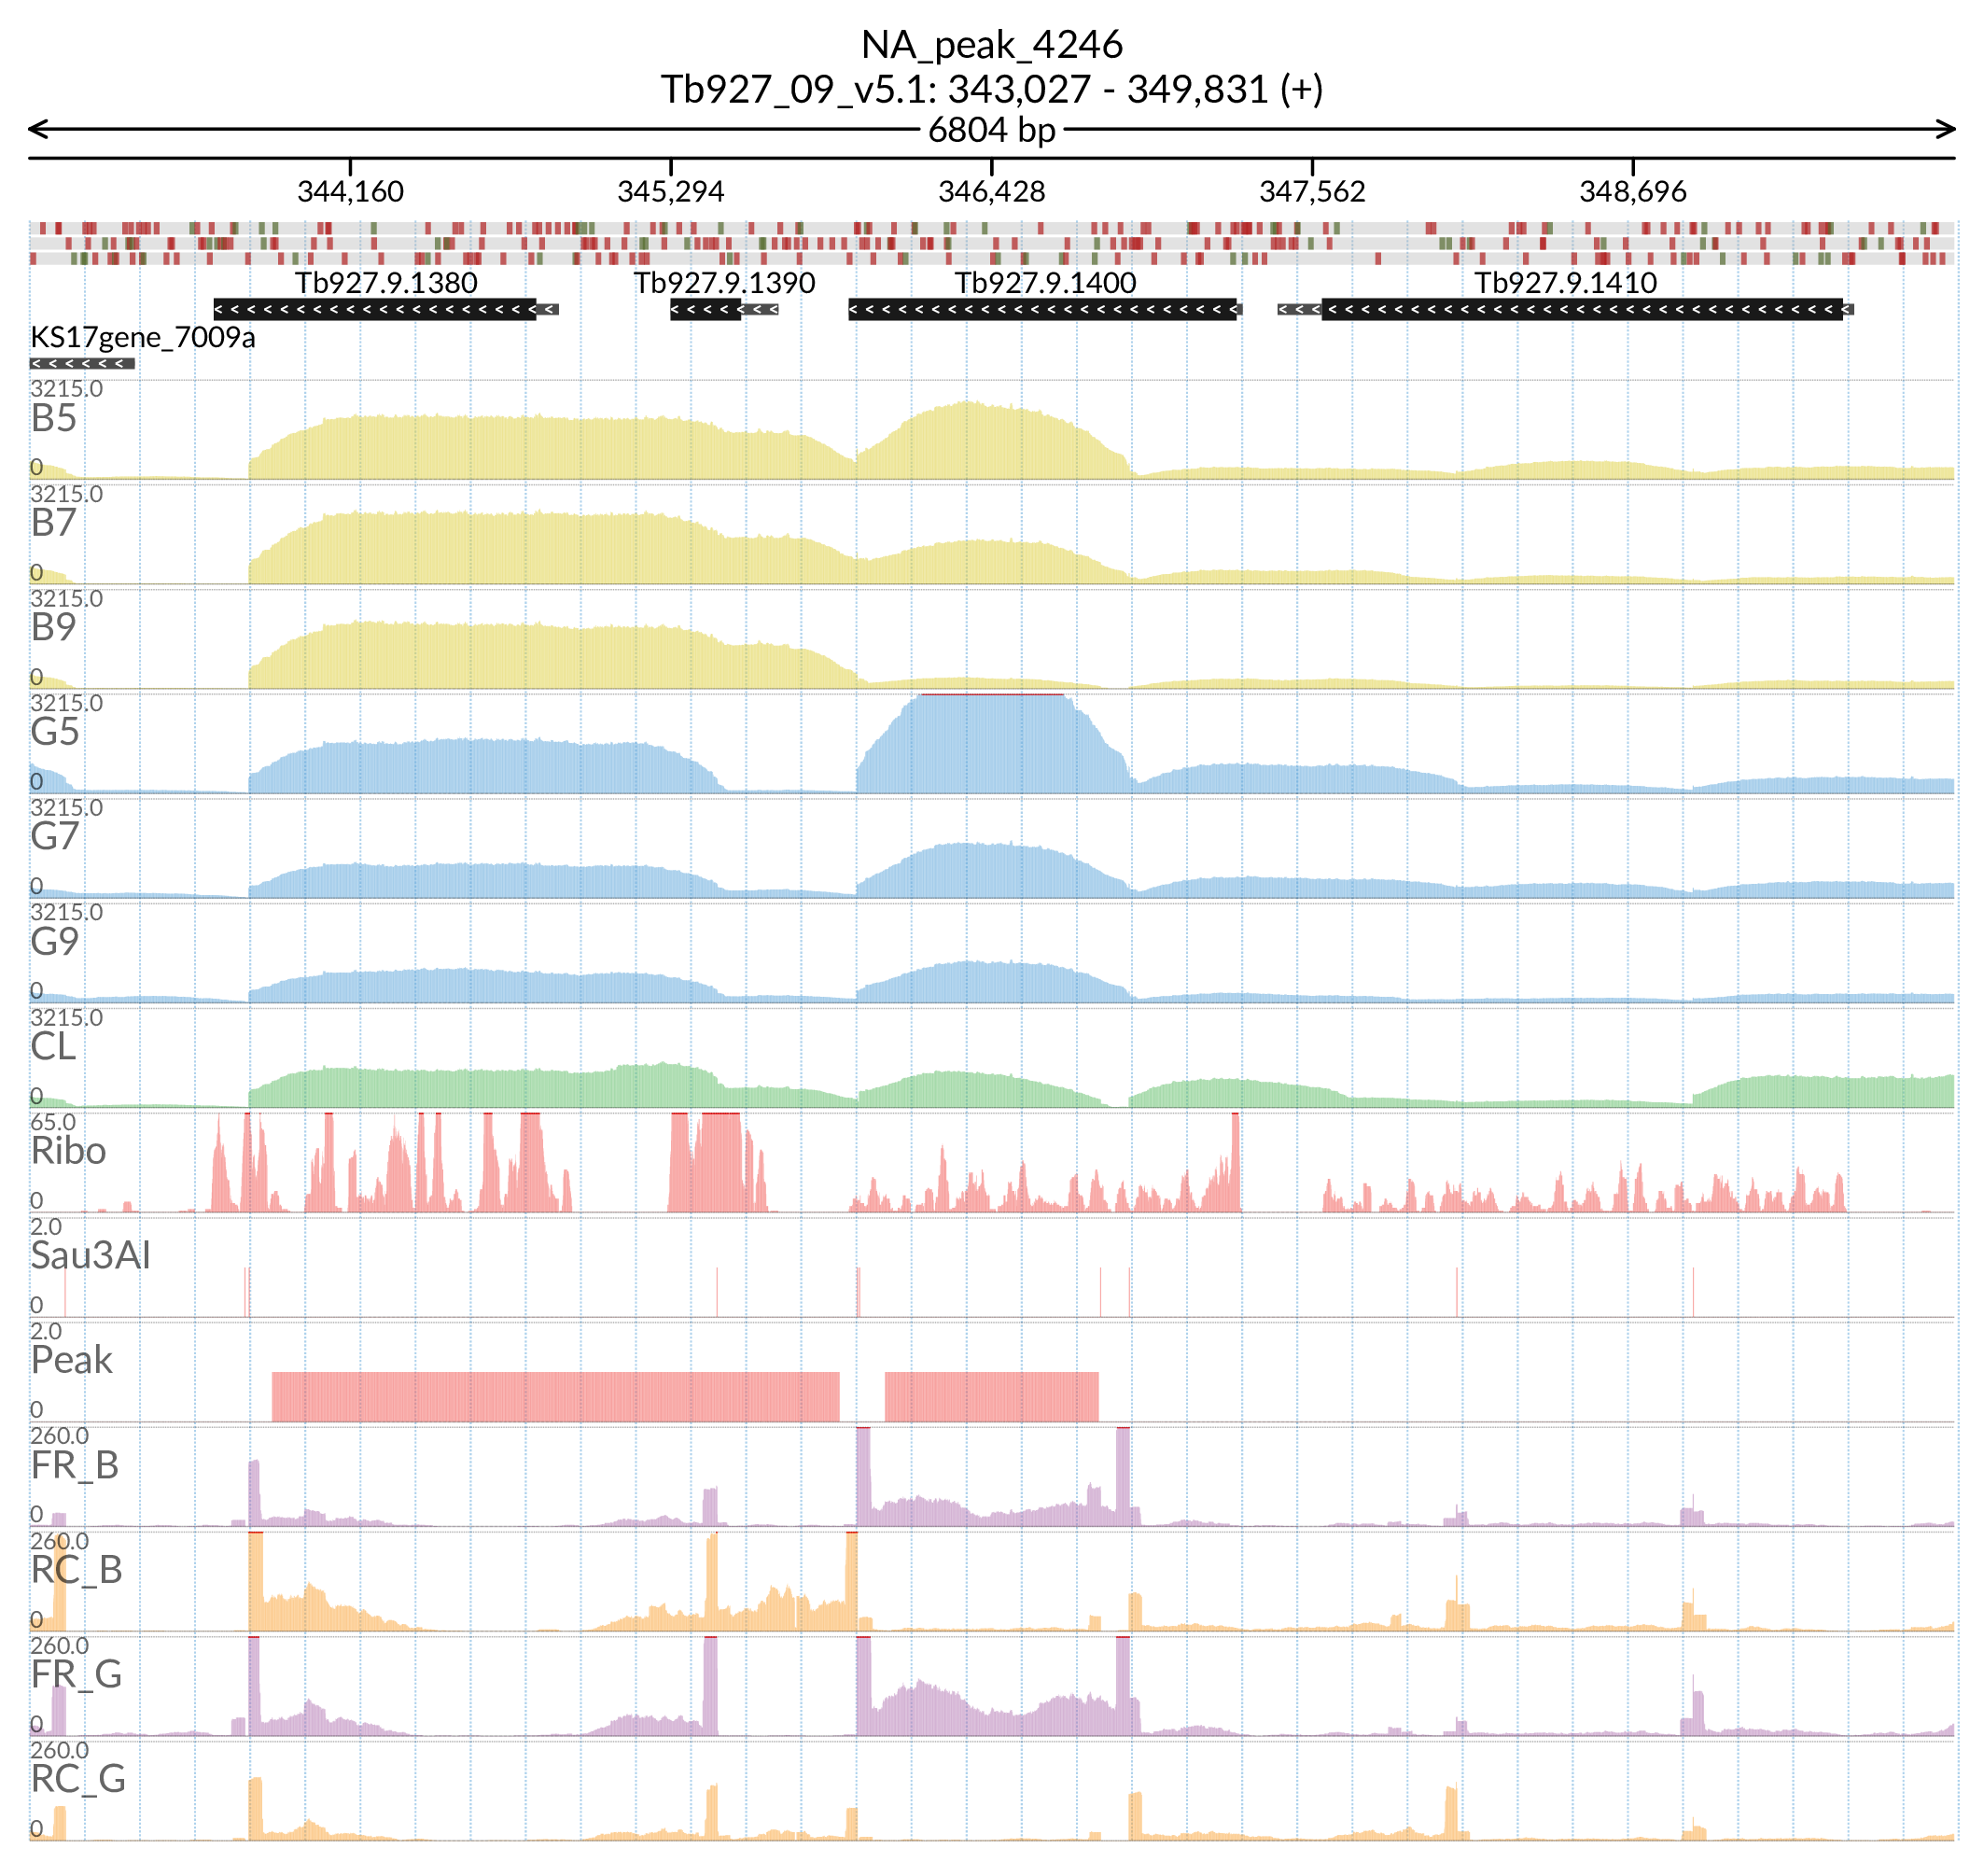 NA_peak_4246
Tb927_09_v5.1: 343,027 - 349,831 (+)
6804 bp
344,160 345,294 346,428 347,562 348,696
Tb927.9.1380 Tb927.9.1390 Tb927.9.1400 Tb927.9.1410
KS17gene_7009a
3215.0
B5
0
3215.0
B7
0
3215.0
B9
0
3215.0
G5
0
3215.0
G7
0
3215.0
G9
0
3215.0
CL
0
65.0
Ribo
0
2.0
Sau3AI
0
2.0
Peak
0
260.0
FR_B
0
260.0
RC_B
0
260.0
FR_G
0
260.0
RC_G
0